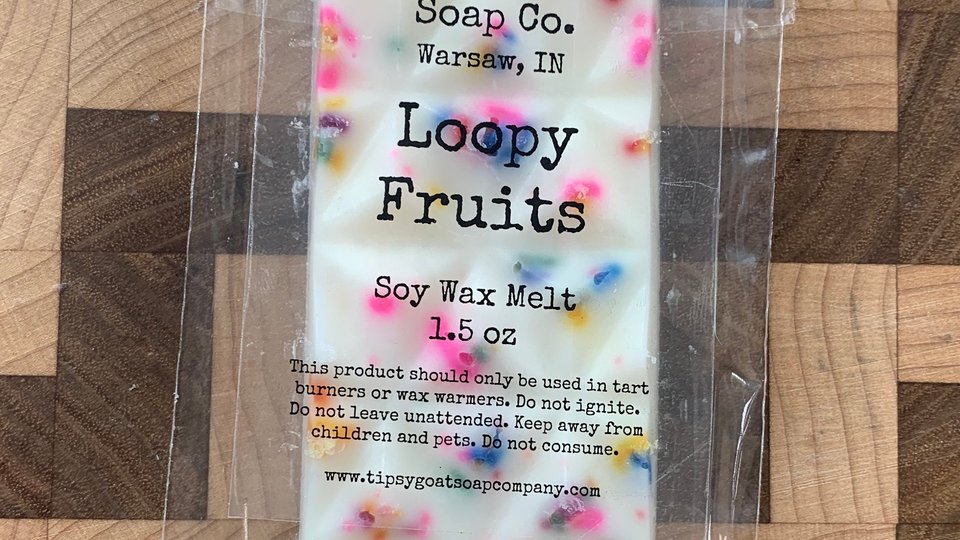 Soap Co.
Warsaw, IN
Loopy
Fruits
Soy Wax Melt
1.5 oz
This product should only be used in tart
burners or wax warmers. Do not ignite.
Do not leave unattended. Keep away from
children and pets. Do not consume.
www.tipsygoatsoapcompany.com